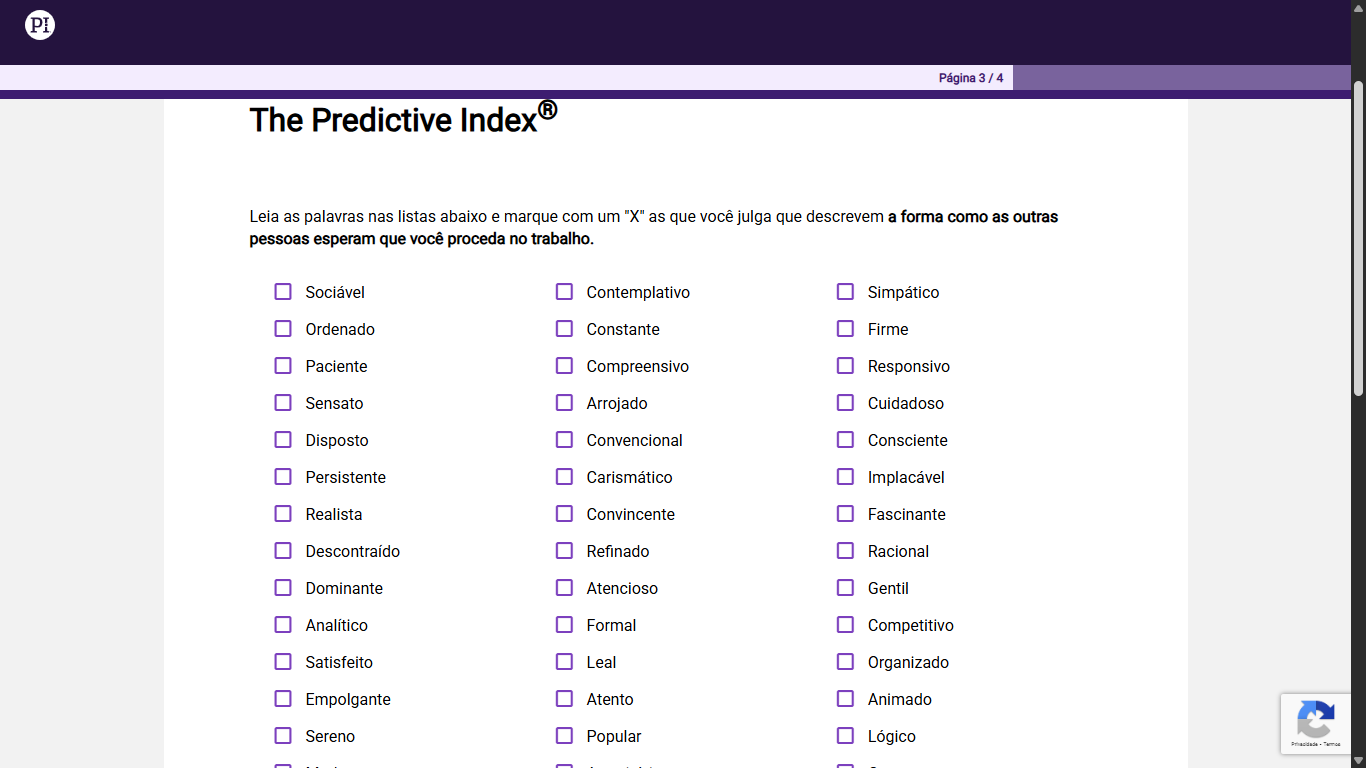 PI
Página 3 / 4
The Predictive Index®
Leia as palavras nas listas abaixo e marque com um "X" as que você julga que descrevem a forma como as outras
pessoas esperam que você proceda no trabalho.
Sociável Contemplativo Simpático
Ordenado Constante Firme
Paciente Compreensivo Responsivo
Sensato Arrojado Cuidadoso
Disposto Convencional Consciente
Persistente Carismático Implacável
Realista Convincente Fascinante
Descontraído Refinado Racional
Dominante Atencioso Gentil
Analítico Formal Competitivo
Satisfeito Leal Organizado
Empolgante Atento Animado
Sereno Popular Lógico
Privacidade - Termos